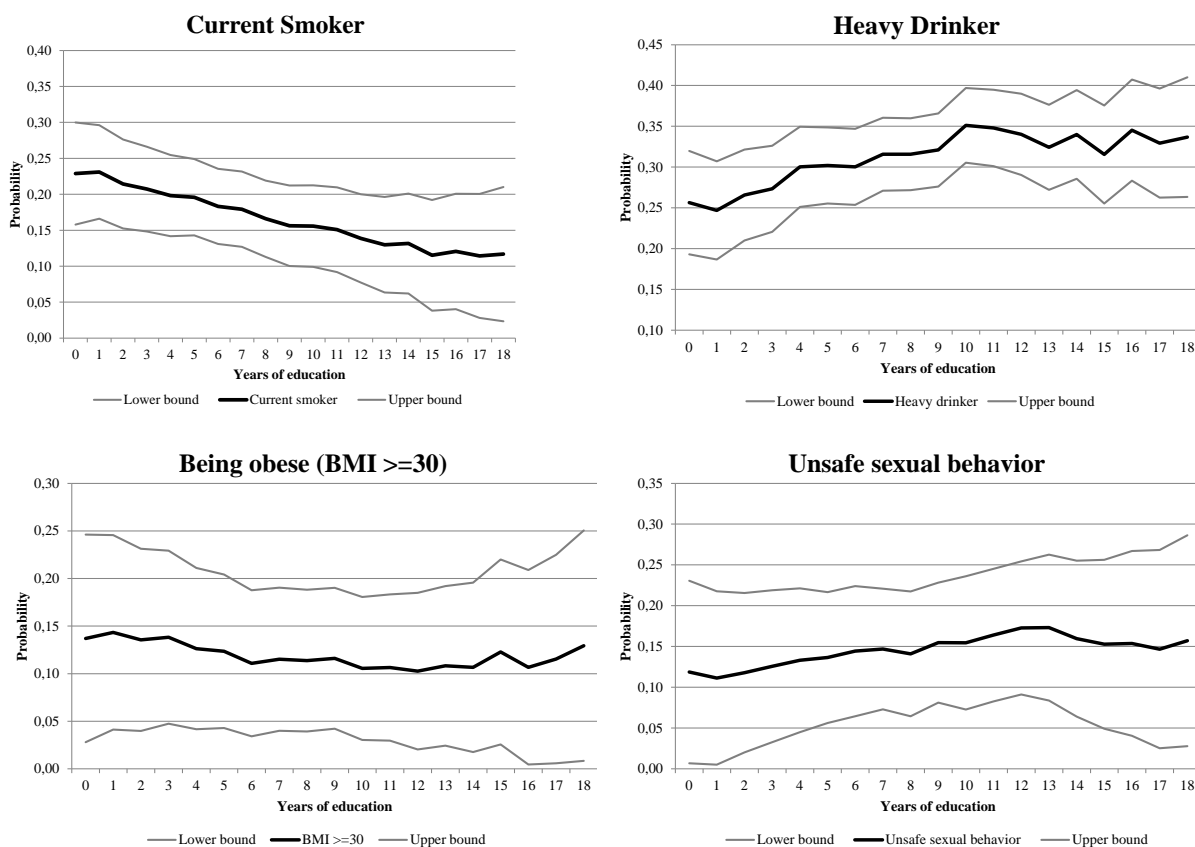 Current Smoker
0,40
0,35
0,30
0,25
0,20
0,15
0,10
0,05
0,00
Probability
0 1 2 3 4 5 6 7 8 9 10 11 12 13 14 15 16 17 18
Years of education
Lower bound Current smoker Upper bound
Heavy Drinker
0,45
0,40
0,35
0,30
0,25
0,20
0,15
0,10
Probability
0 1 2 3 4 5 6 7 8 9 10 11 12 13 14 15 16 17 18
Years of education
Lower bound Heavy drinker Upper bound
Being obese (BMI >=30)
0,30
0,25
0,20
0,15
0,10
0,05
0,00
Probability
0 1 2 3 4 5 6 7 8 9 10 11 12 13 14 15 16 17 18
Years of education
Lower bound BMI >=30 Upper bound
Unsafe sexual behavior
0,35
0,30
0,25
0,20
0,15
0,10
0,05
0,00
Probability
0 1 2 3 4 5 6 7 8 9 10 11 12 13 14 15 16 17 18
Years of education
Lower bound Unsafe sexual behavior Upper bound